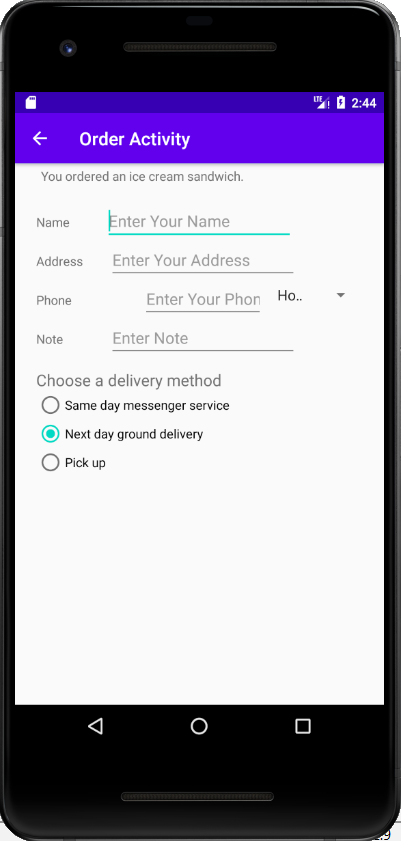 LTE 2:44
Order Activity
You ordered an ice cream sandwich.
Name Enter Your Name
Address Enter Your Address
Phone Enter Your Phon Ho..
Note Enter Note
Choose a delivery method
Same day messenger service
Next day ground delivery
Pick up